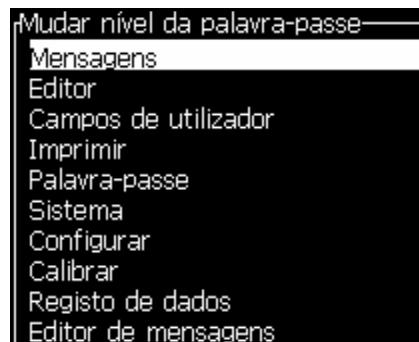 Mudar nível da palavra-passe
Mensagens
Editor
Campos de utilizador
Imprimir
Palavra-passe
Sistema
Configurar
Calibrar
Registo de dados
Editor de mensagens